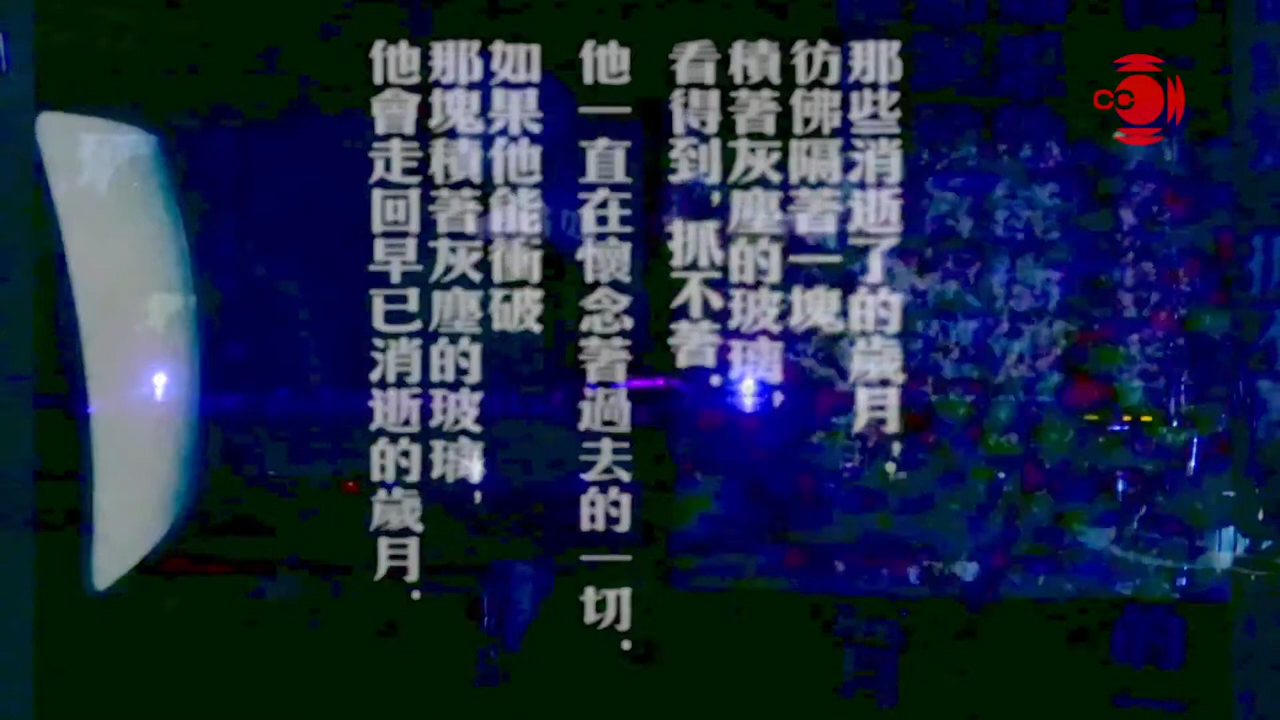 那些消逝了的歲月，
彷彿隔著一塊
積著灰塵的玻璃，
看得到，抓不著．
他一直在懷念著過去的一切．
如果他能衝破
那塊積著灰塵的玻璃，
他會走回早已消逝的歲月．
CC